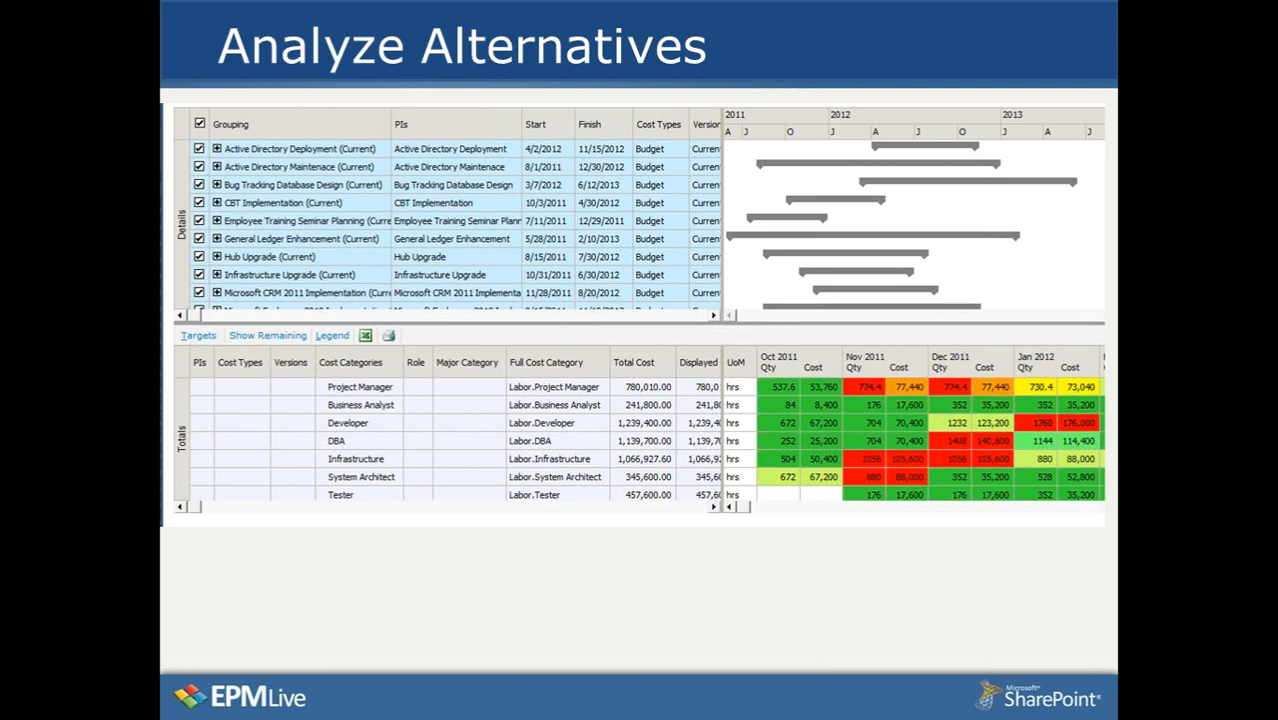 Analyze Alternatives
Grouping PIs Start Finish Cost Types Version 2011 2012 2013
A J O J A J O J A J
Details
Active Directory Deployment (Current) Active Directory Deployment 4/2/2012 11/15/2012 Budget Current
Active Directory Maintenace (Current) Active Directory Maintenace 8/1/2011 12/30/2012 Budget Current
Bug Tracking Database Design (Current) Bug Tracking Database Design 3/7/2012 6/12/2013 Budget Current
CBT Implementation (Current) CBT Implementation 10/3/2011 4/30/2012 Budget Current
Employee Training Seminar Planning (Curre Employee Training Seminar Plann 7/11/2011 12/29/2011 Budget Current
General Ledger Enhancement (Current) General Ledger Enhancement 5/28/2011 2/10/2013 Budget Current
Hub Upgrade (Current) Hub Upgrade 8/15/2011 7/30/2012 Budget Current
Infrastructure Upgrade (Current) Infrastructure Upgrade 10/31/2011 6/30/2012 Budget Current
Microsoft CRM 2011 Implementation (Curre Microsoft CRM 2011 Implementa 11/28/2011 8/20/2012 Budget Current
Targets Show Remaining Legend
PIs Cost Types Versions Cost Categories Role Major Category Full Cost Category Total Cost Displayed UoM Oct 2011 Nov 2011 Dec 2011 Jan 2012
Qty Cost Qty Cost Qty Cost Qty Cost
Totals
Project Manager Labor.Project Manager 780,010.00 780,0 hrs 537.6 53,760 774.4 77,440 774.4 77,440 730.4 73,040
Business Analyst Labor.Business Analyst 241,800.00 241,80 hrs 84 8,400 176 17,600 352 35,200 352 35,200
Developer Labor.Developer 1,239,400.00 1,239,40 hrs 672 67,200 704 70,400 1232 123,200 1760 176,000
DBA Labor.DBA 1,139,700.00 1,139,70 hrs 252 25,200 704 70,400 1408 140,800 1144 114,400
Infrastructure Labor.Infrastructure 1,066,927.60 1,066,92 hrs 504 50,400 1056 105,600 1056 105,600 880 88,000
System Architect Labor.System Architect 345,600.00 345,60 hrs 672 67,200 880 88,000 352 35,200 528 52,800
Tester Labor.Tester 457,600.00 457,60 hrs 176 17,600 176 17,600 352 35,200
EPMLive
Microsoft®
SharePoint®